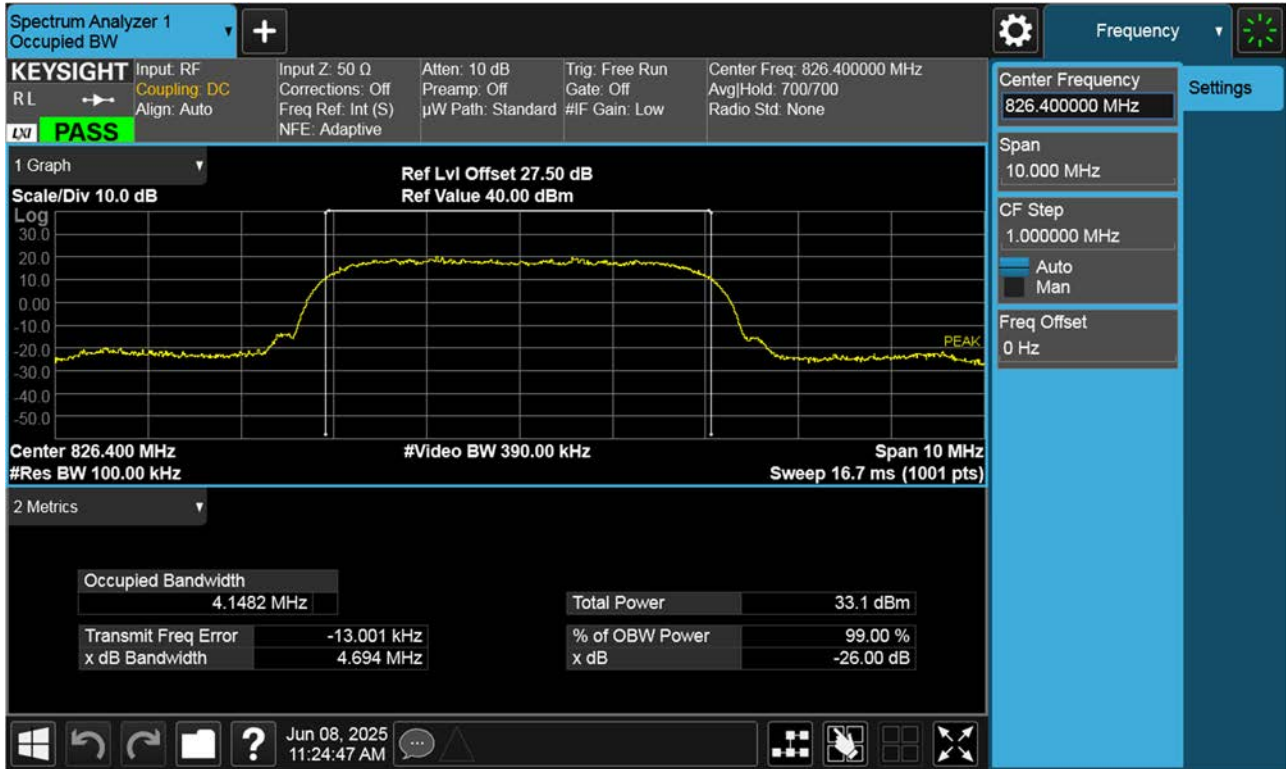 Spectrum Analyzer 1
Occupied BW
Frequency
KEYSIGHT
RL
LXI
PASS
Input: RF
Coupling: DC
Align: Auto
Input Z: 50 Ω
Corrections: Off
Freq Ref: Int (S)
NFE: Adaptive
Atten: 10 dB
Preamp: Off
µW Path: Standard
Trig: Free Run
Gate: Off
#IF Gain: Low
Center Freq: 826.400000 MHz
Avg|Hold: 700/700
Radio Std: None
Center Frequency
826.400000 MHz
Settings
Span
10.000 MHz
CF Step
1.000000 MHz
Auto
Man
Freq Offset
0 Hz
1 Graph
Scale/Div 10.0 dB
Ref Lvl Offset 27.50 dB
Ref Value 40.00 dBm
Log
30.0
20.0
10.0
0.00
-10.0
-20.0
-30.0
-40.0
-50.0
PEAK
Center 826.400 MHz
#Video BW 390.00 kHz
Span 10 MHz
#Res BW 100.00 kHz
Sweep 16.7 ms (1001 pts)
2 Metrics
Occupied Bandwidth
4.1482 MHz
Total Power 33.1 dBm
Transmit Freq Error -13.001 kHz
% of OBW Power 99.00 %
x dB Bandwidth 4.694 MHz
x dB -26.00 dB
?
Jun 08, 2025
11:24:47 AM